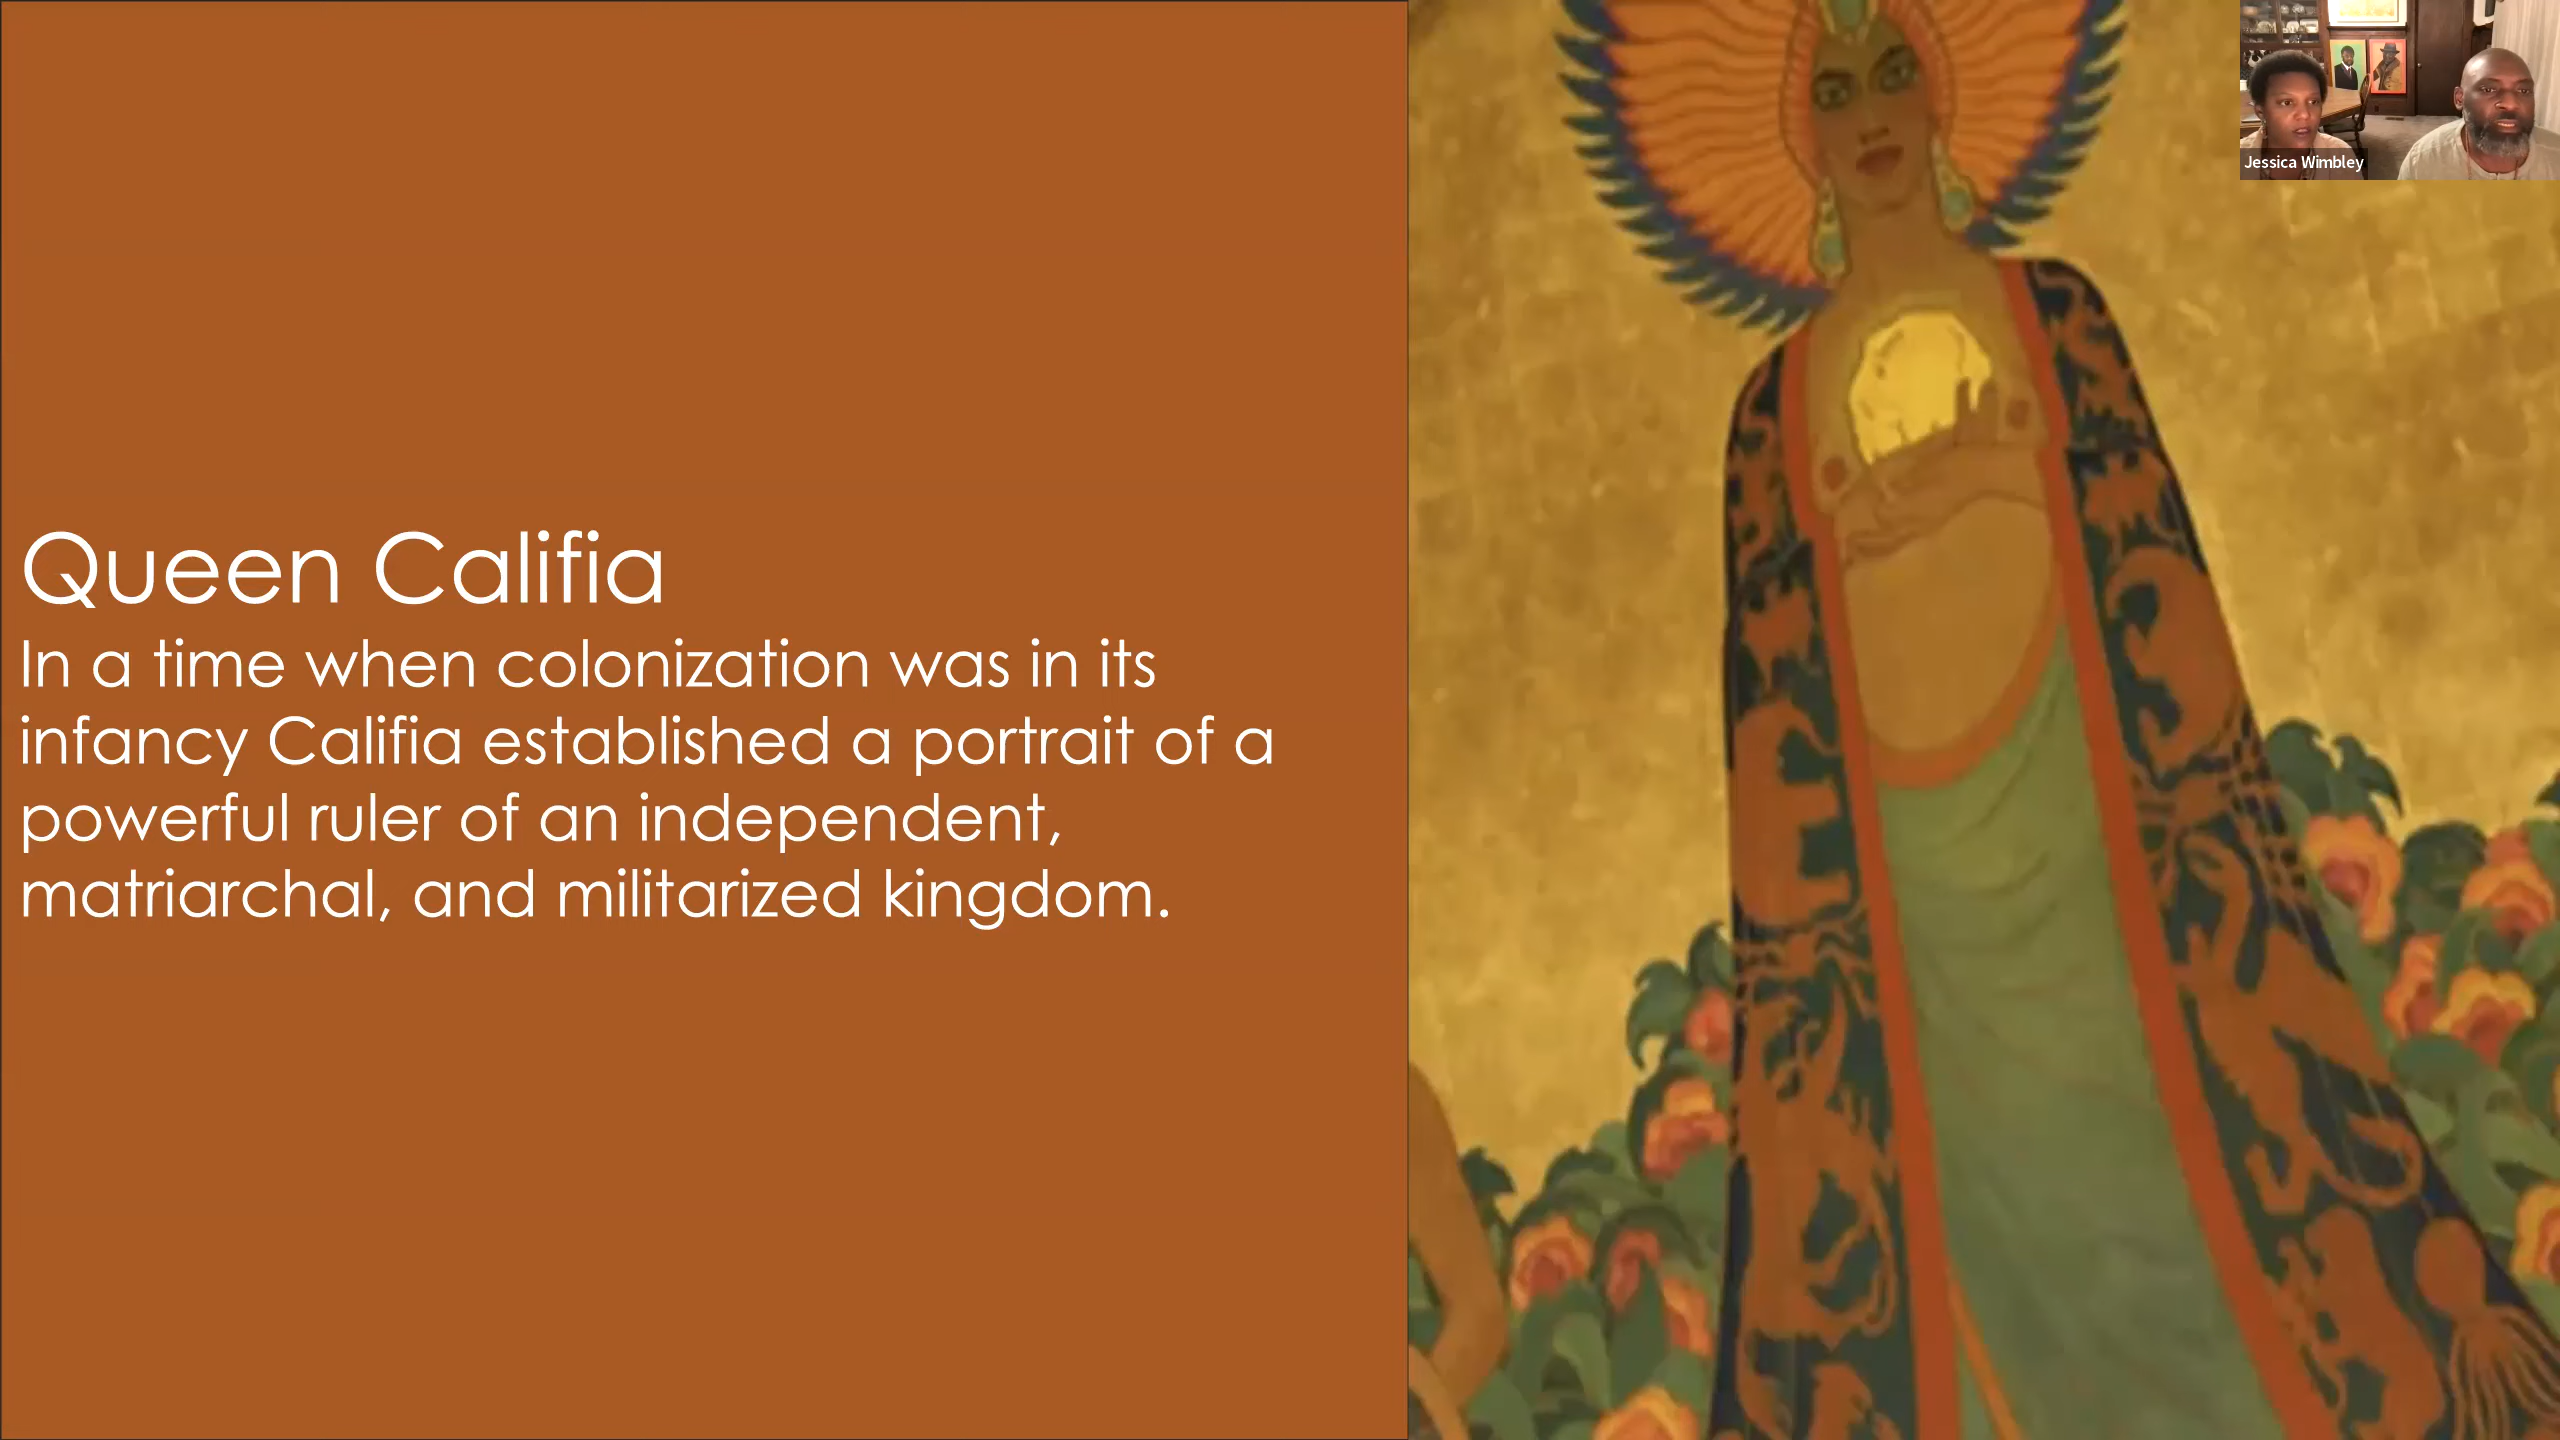 Queen Califia
In a time when colonization was in its
infancy Califia established a portrait of a
powerful ruler of an independent,
matriarchal, and militarized kingdom.
Jessica Wimbley